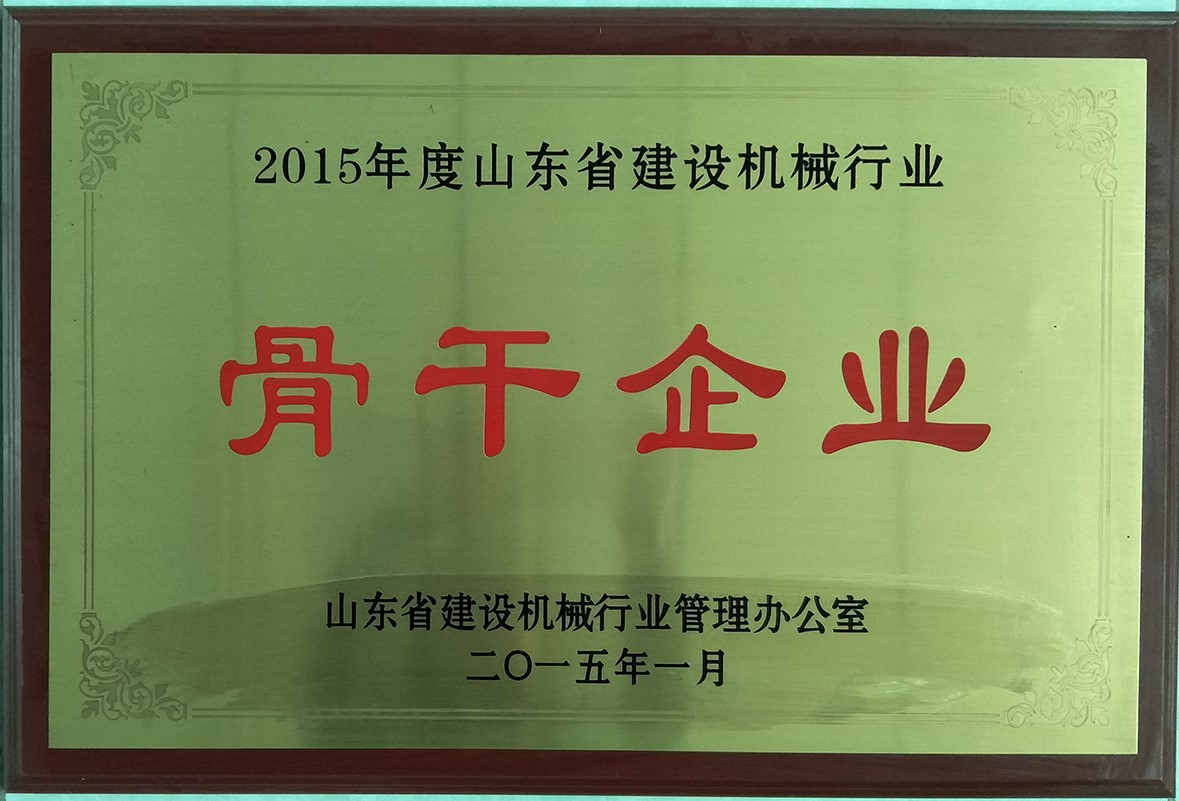 2015年度山东省建设机械行业
骨干企业
山东省建设机械行业管理办公室
二〇一五年一月